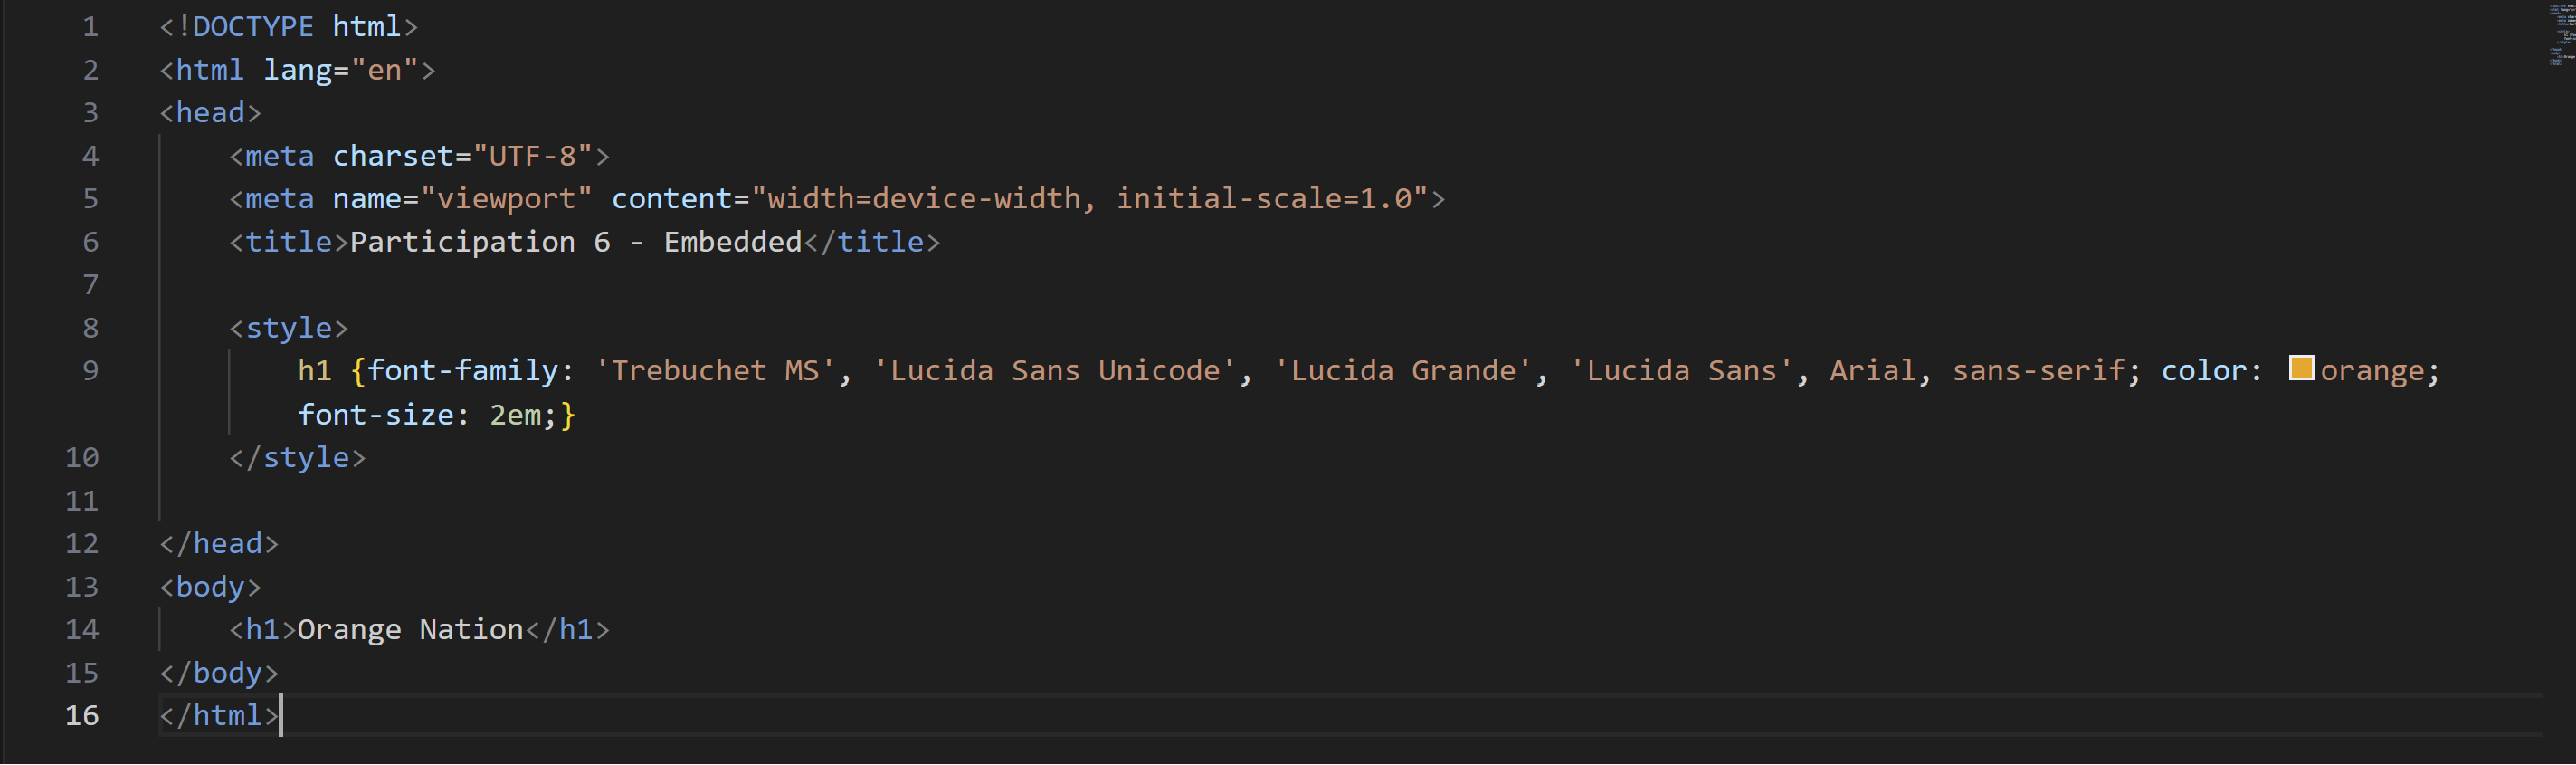 1 <!DOCTYPE html>
2 <html lang="en">
3 <head>
4     <meta charset="UTF-8">
5     <meta name="viewport" content="width=device-width, initial-scale=1.0">
6     <title>Participation 6 - Embedded</title>
7
8     <style>
9         h1 {font-family: 'Trebuchet MS', 'Lucida Sans Unicode', 'Lucida Grande', 'Lucida Sans', Arial, sans-serif; color: orange;
        font-size: 2em;}
10     </style>
11
12 </head>
13 <body>
14     <h1>Orange Nation</h1>
15 </body>
16 </html>